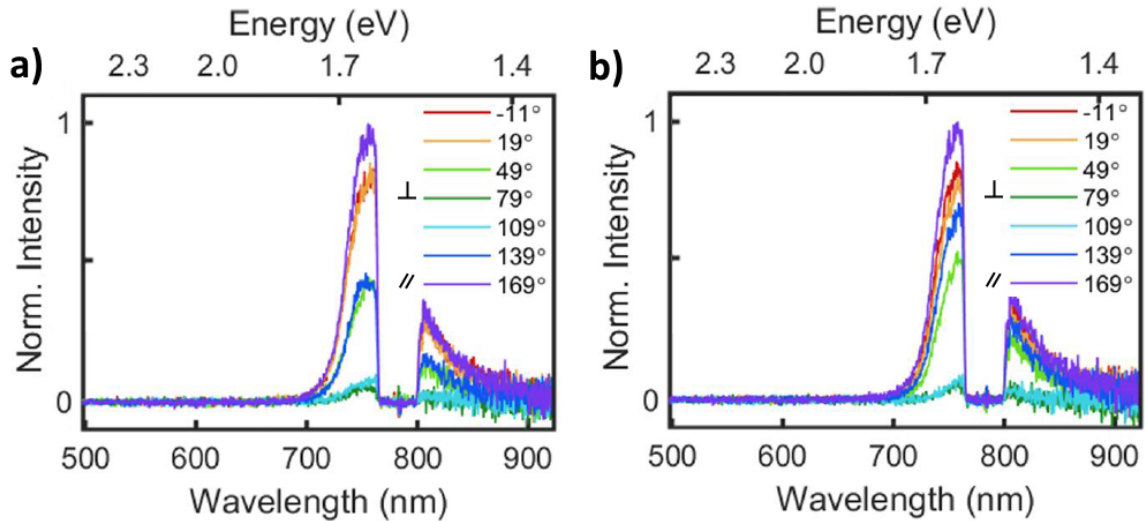 a)
Energy (eV)
2.3 2.0 1.7 1.4
Norm. Intensity
1
0
⊥
//
-11°
19°
49°
79°
109°
139°
169°
500 600 700 800 900
Wavelength (nm)
b)
Energy (eV)
2.3 2.0 1.7 1.4
Norm. Intensity
1
0
⊥
//
-11°
19°
49°
79°
109°
139°
169°
500 600 700 800 900
Wavelength (nm)